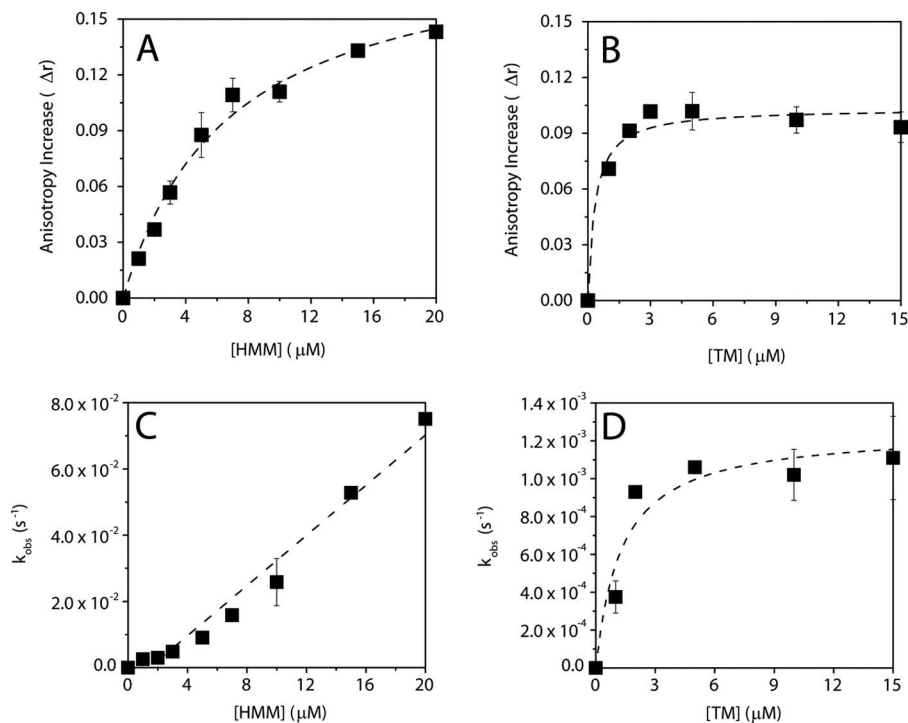 A
Anisotropy Increase ( Δr)
0.15
0.12
0.09
0.06
0.03
0.00
0 4 8 12 16 20
[HMM] ( μM)
B
Anisotropy Increase ( Δr)
0.15
0.12
0.09
0.06
0.03
0.00
0 3 6 9 12 15
[TM] (μM)
C
kobs (s⁻¹)
8.0 x 10⁻²
6.0 x 10⁻²
4.0 x 10⁻²
2.0 x 10⁻²
0.0
0 4 8 12 16 20
[HMM] (μM)
D
kobs (s⁻¹)
1.4 x 10⁻³
1.2 x 10⁻³
1.0 x 10⁻³
8.0 x 10⁻⁴
6.0 x 10⁻⁴
4.0 x 10⁻⁴
2.0 x 10⁻⁴
0.0
0 3 6 9 12 15
[TM] (μM)